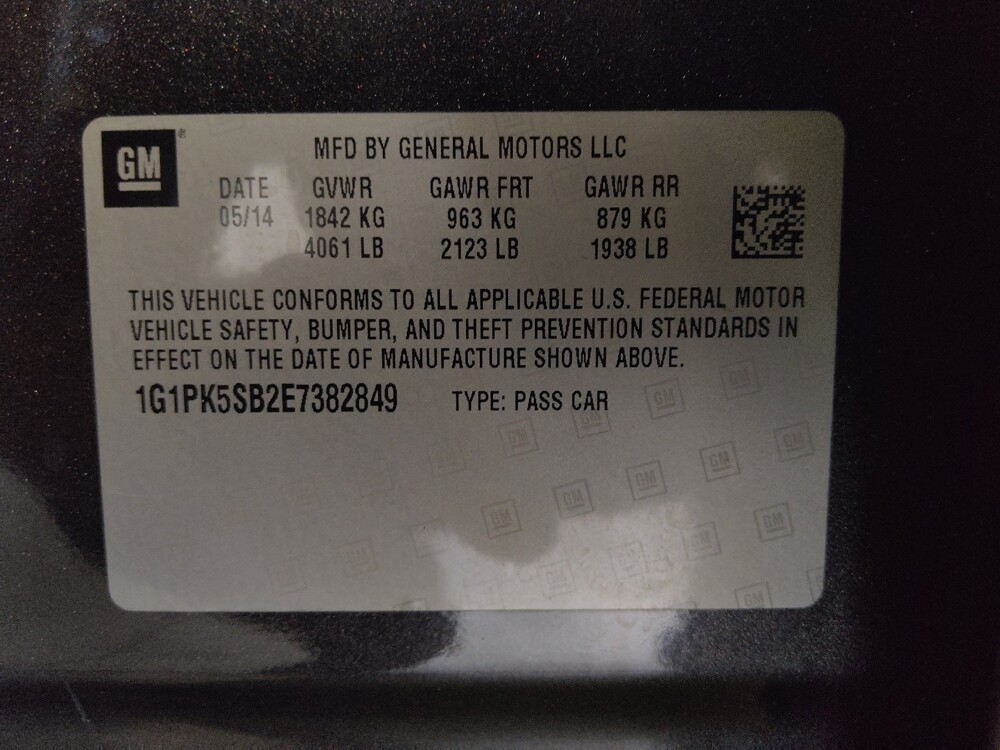 GM
MFD BY GENERAL MOTORS LLC
DATE GVWR GAWR FRT GAWR RR
05/14 1842 KG 963 KG 879 KG
4061 LB 2123 LB 1938 LB
THIS VEHICLE CONFORMS TO ALL APPLICABLE U.S. FEDERAL MOTOR
VEHICLE SAFETY, BUMPER, AND THEFT PREVENTION STANDARDS IN
EFFECT ON THE DATE OF MANUFACTURE SHOWN ABOVE.
1G1PK5SB2E7382849 TYPE: PASS CAR